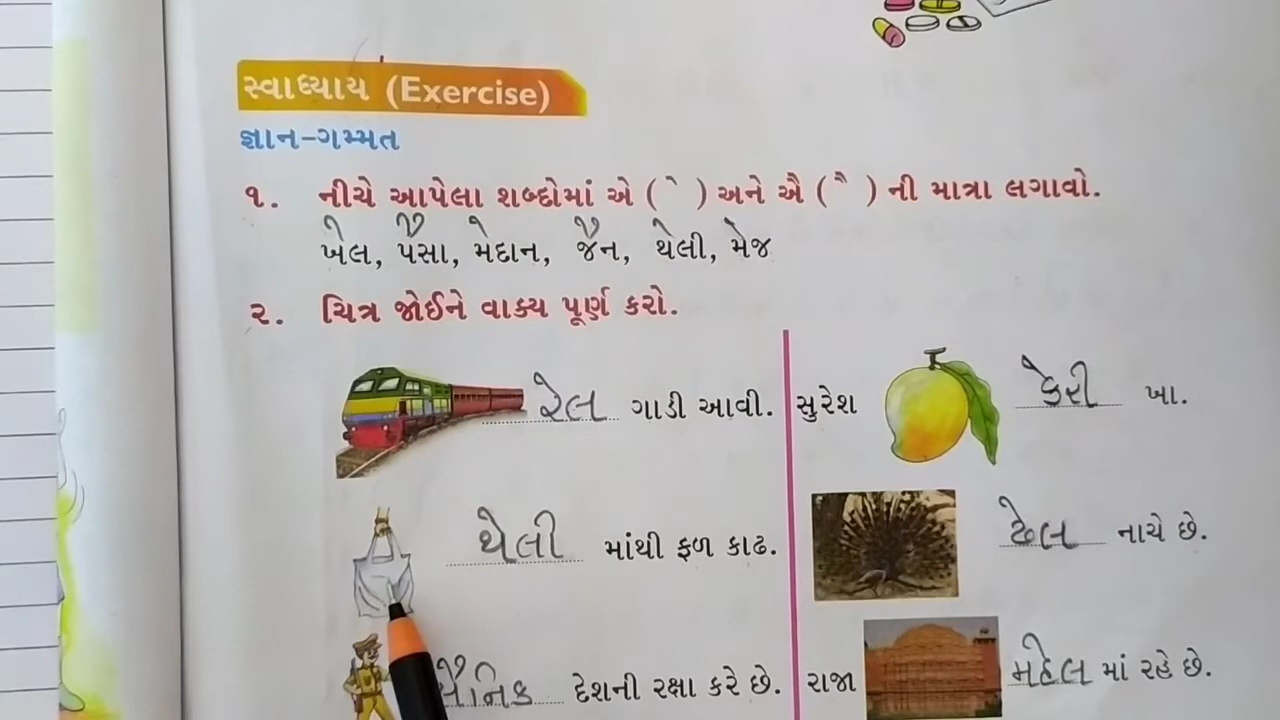 સ્વાધ્યાય (Exercise)
જ્ઞાન-ગમ્મત
૧. નીચે આપેલા શબ્દોમાં એ ( ે ) અને ઐ ( ૈ ) ની માત્રા લગાવો.
ખેલ, પૈસા, મેદાન, જૈન, થેલી, મેજ
૨. ચિત્ર જોઈને વાક્ય પૂર્ણ કરો.
રેલ ગાડી આવી.
સુરેશ કેરી ખા.
થેલી માંથી ફળ કાઢ.
ઢેલ નાચે છે.
સૈનિક દેશની રક્ષા કરે છે.
રાજા મહેલ માં રહે છે.